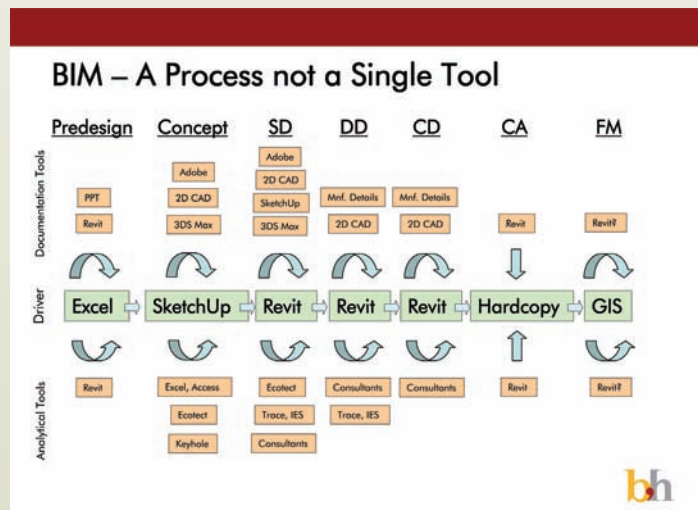 BIM – A Process not a Single Tool
Predesign Concept SD DD CD CA FM
Documentation Tools
Adobe
Adobe 2D CAD
PPT 2D CAD SketchUp Mnf. Details Mnf. Details
Revit 3DS Max 3DS Max 2D CAD 2D CAD Revit Revit?
Driver
Excel SketchUp Revit Revit Revit Hardcopy GIS
Analytical Tools
Revit Excel, Access Ecotect Consultants Consultants Revit Revit?
Ecotect Trace, IES Trace, IES
Keyhole Consultants
b,h